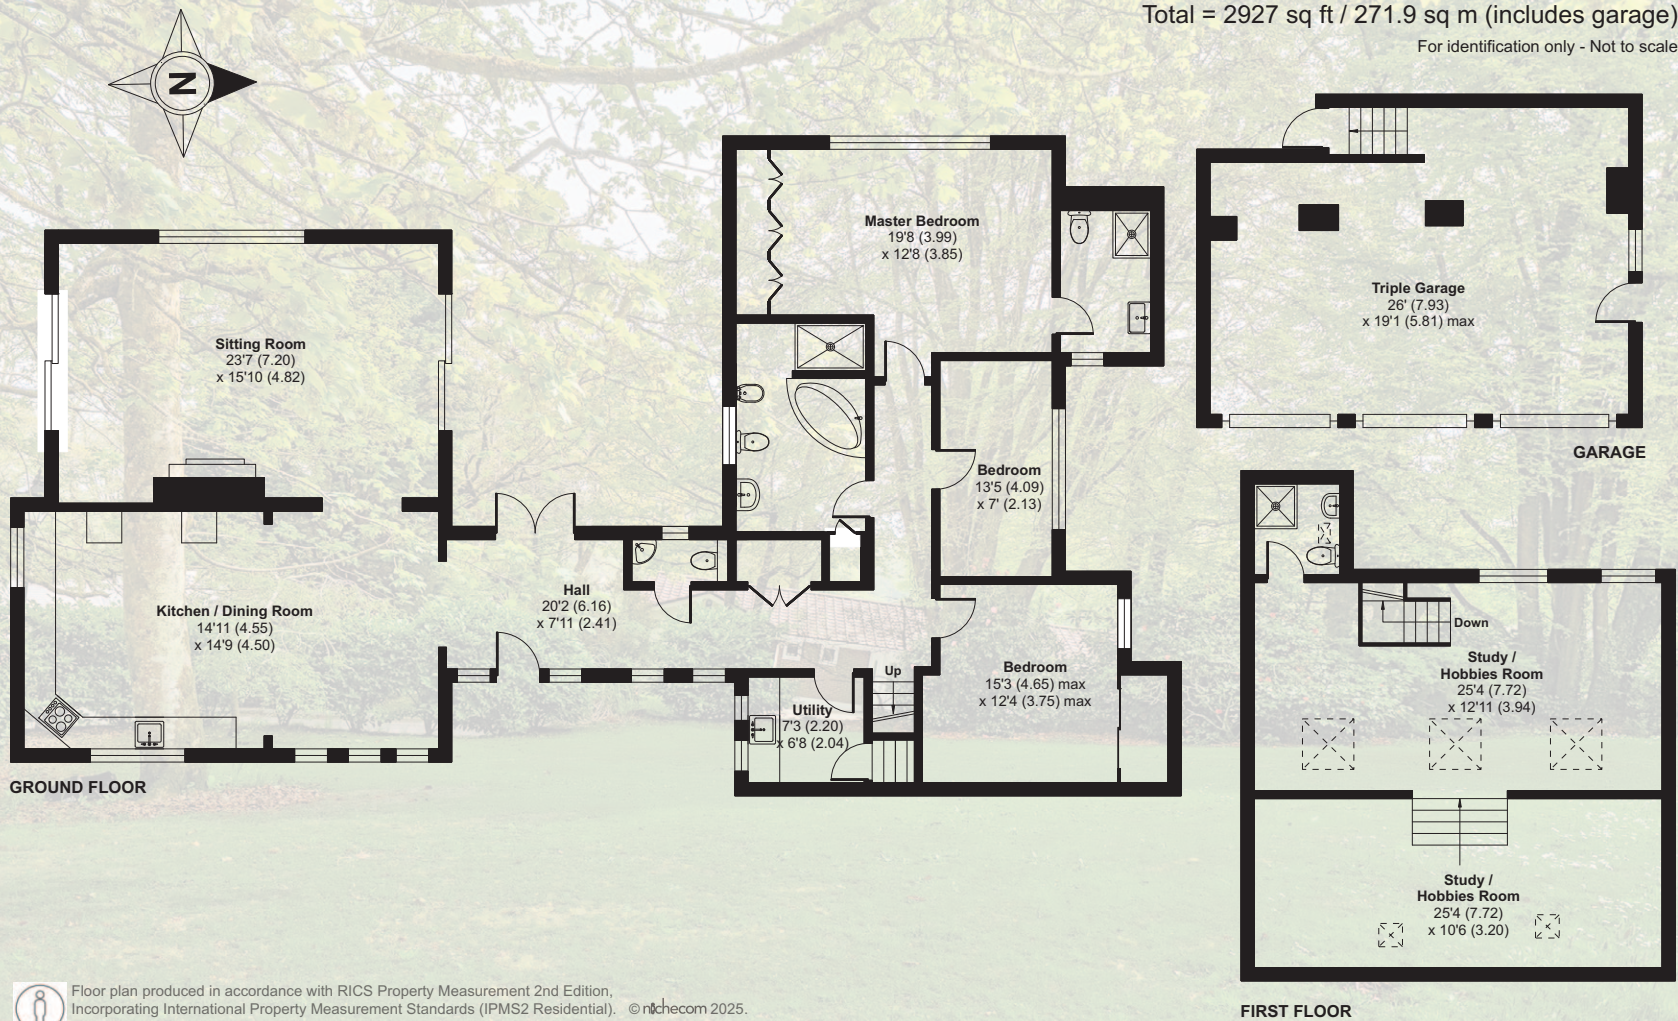 Total = 2927 sq ft / 271.9 sq m (includes garage)
For identification only - Not to scale
N
Master Bedroom
19'8 (3.99)
x 12'8 (3.85)
Sitting Room
23'7 (7.20)
x 15'10 (4.82)
Triple Garage
26' (7.93)
x 19'1 (5.81) max
GARAGE
Bedroom
13'5 (4.09)
x 7' (2.13)
Kitchen / Dining Room
14'11 (4.55)
x 14'9 (4.50)
Hall
20'2 (6.16)
x 7'11 (2.41)
Bedroom
15'3 (4.65) max
x 12'4 (3.75) max
Up
Utility
7'3 (2.20)
x 6'8 (2.04)
GROUND FLOOR
Down
Study /
Hobbies Room
25'4 (7.72)
x 12'11 (3.94)
Study /
Hobbies Room
25'4 (7.72)
x 10'6 (3.20)
FIRST FLOOR
Floor plan produced in accordance with RICS Property Measurement 2nd Edition,
Incorporating International Property Measurement Standards (IPMS2 Residential). © nichecom 2025.